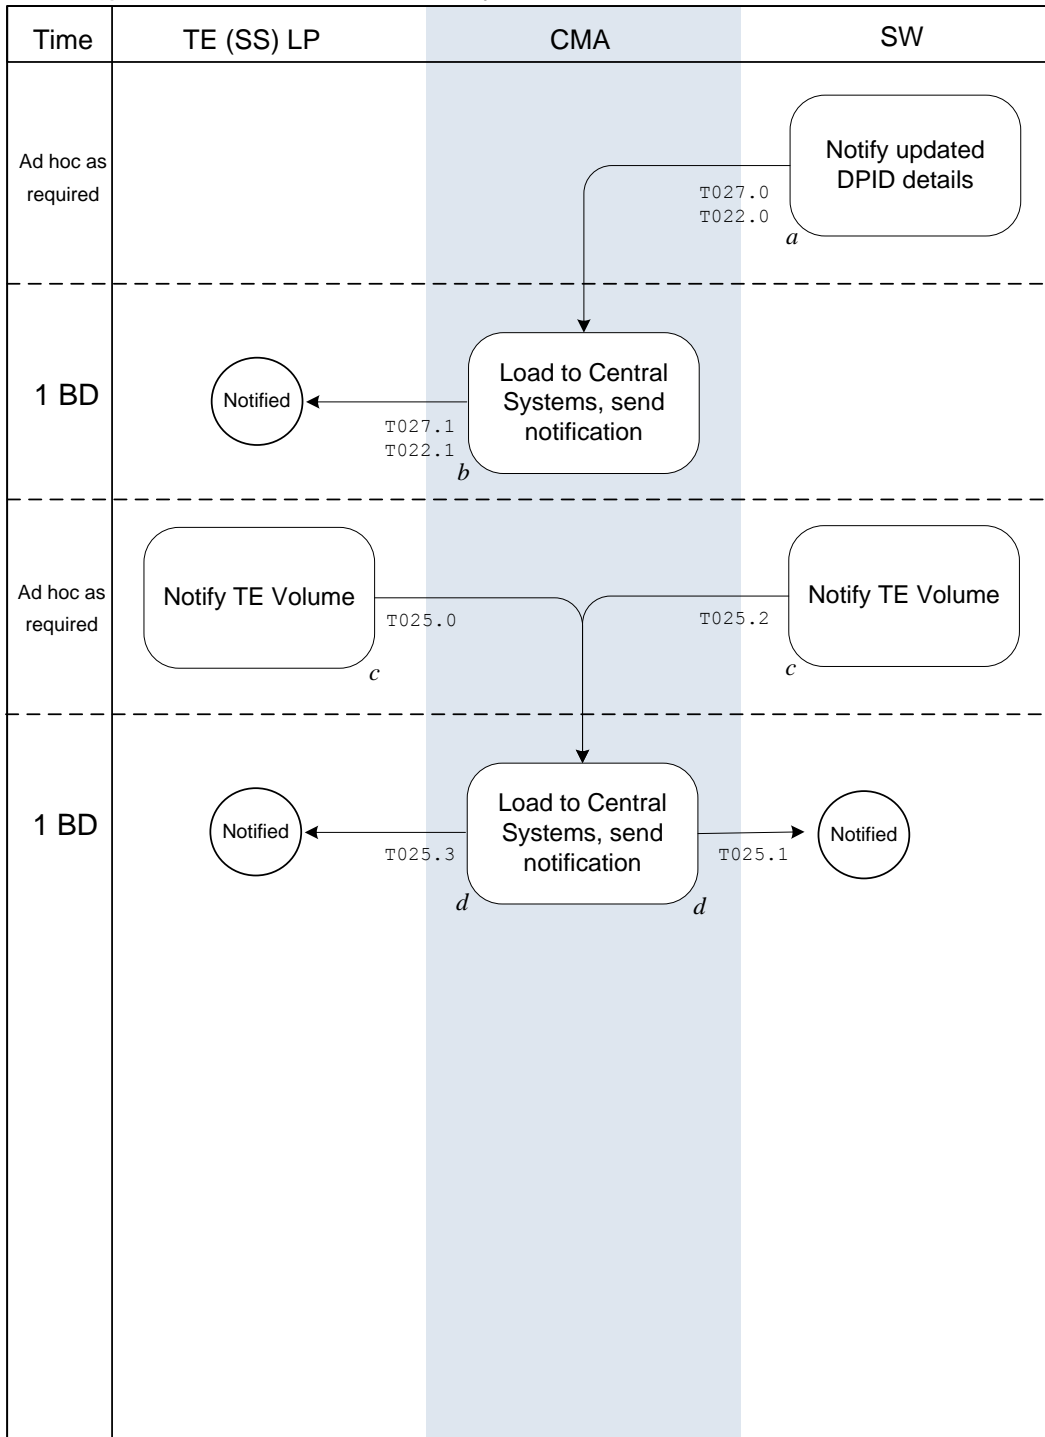 Time
TE (SS) LP
CMA
SW
Ad hoc as
required
Notify updated
DPID details
T027.0
T022.0
a
1 BD
Notified
Load to Central
Systems, send
notification
T027.1
T022.1
b
Ad hoc as
required
Notify TE Volume
T025.0
c
Notify TE Volume
T025.2
c
1 BD
Notified
Load to Central
Systems, send
notification
Notified
T025.3
T025.1
d
d